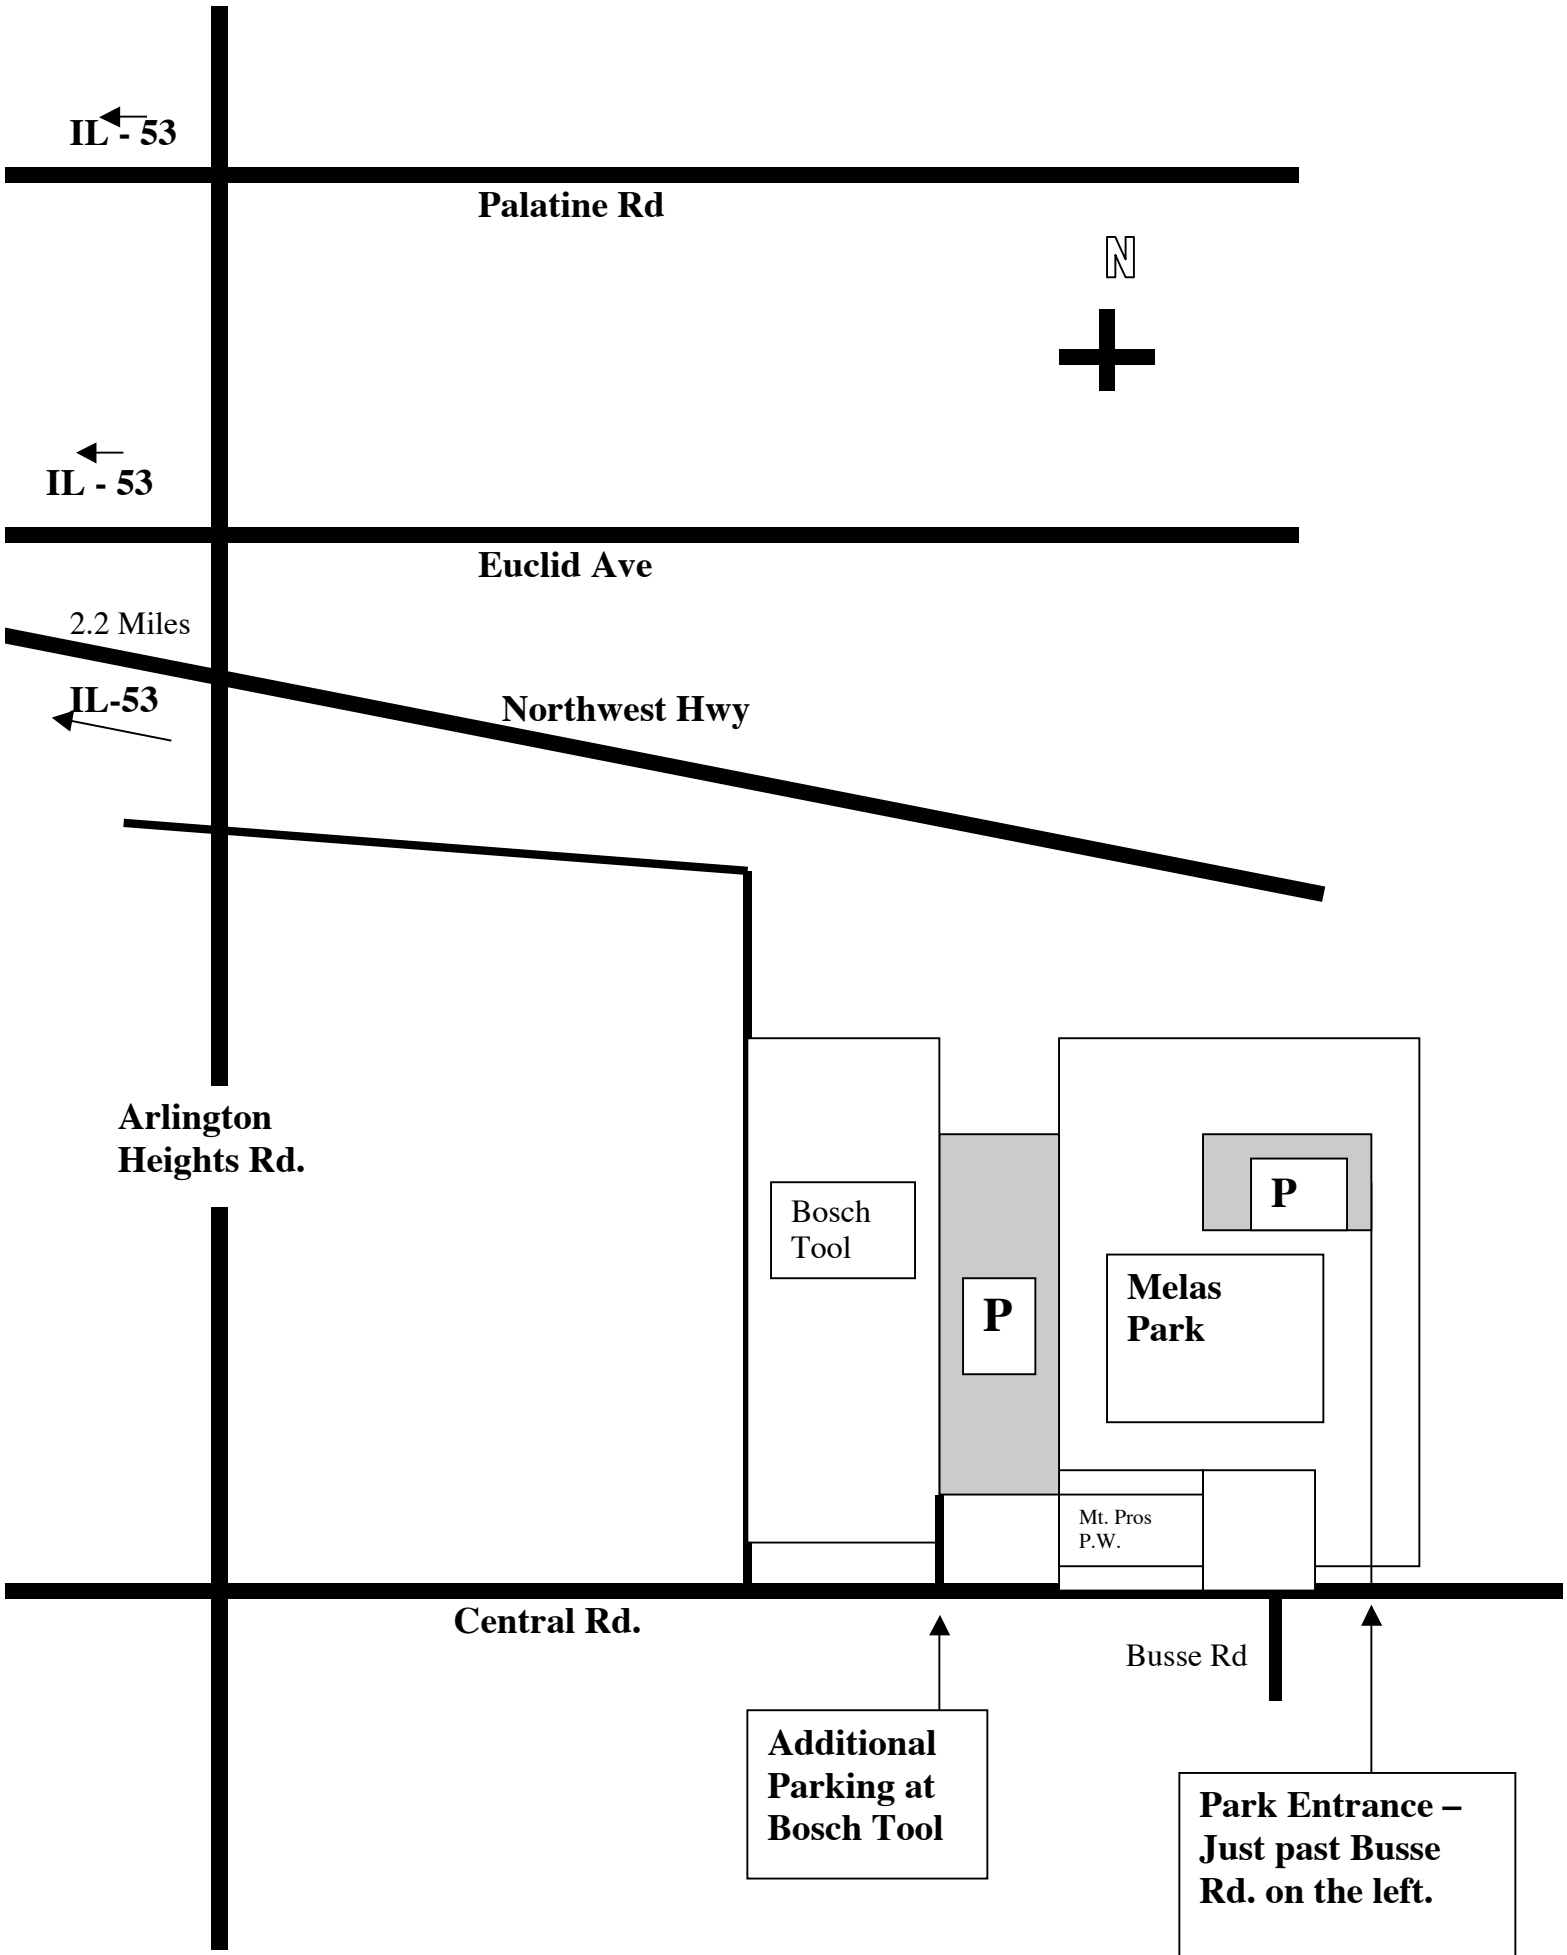 IL - 53
Palatine Rd
N
IL - 53
Euclid Ave
2.2 Miles
IL-53
Northwest Hwy
Arlington
Heights Rd.
Bosch
Tool
P
P
Melas
Park
Mt. Pros
P.W.
Central Rd.
Busse Rd
Additional
Parking at
Bosch Tool
Park Entrance –
Just past Busse
Rd. on the left.